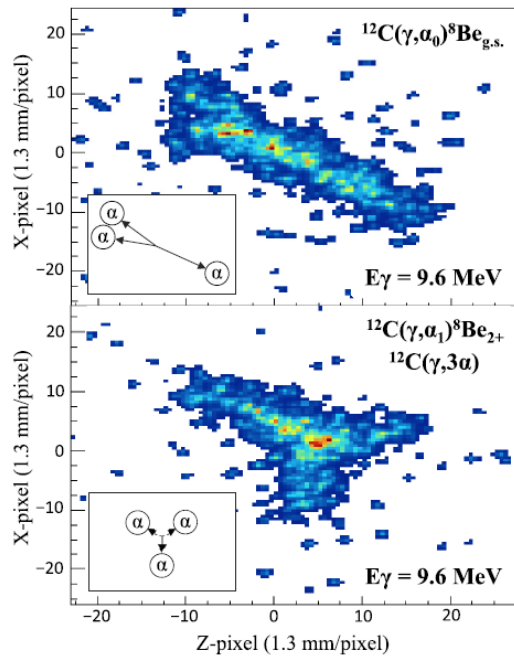 ¹²C(γ,α₀)⁸Be_g.s.
X-pixel (1.3 mm/pixel)
20
10
0
−10
−20
α
α
α
Eγ = 9.6 MeV
¹²C(γ,α₁)⁸Be₂₊
¹²C(γ,3α)
X-pixel (1.3 mm/pixel)
20
10
0
−10
−20
α α
α
Eγ = 9.6 MeV
−20 −10 0 10 20
Z-pixel (1.3 mm/pixel)